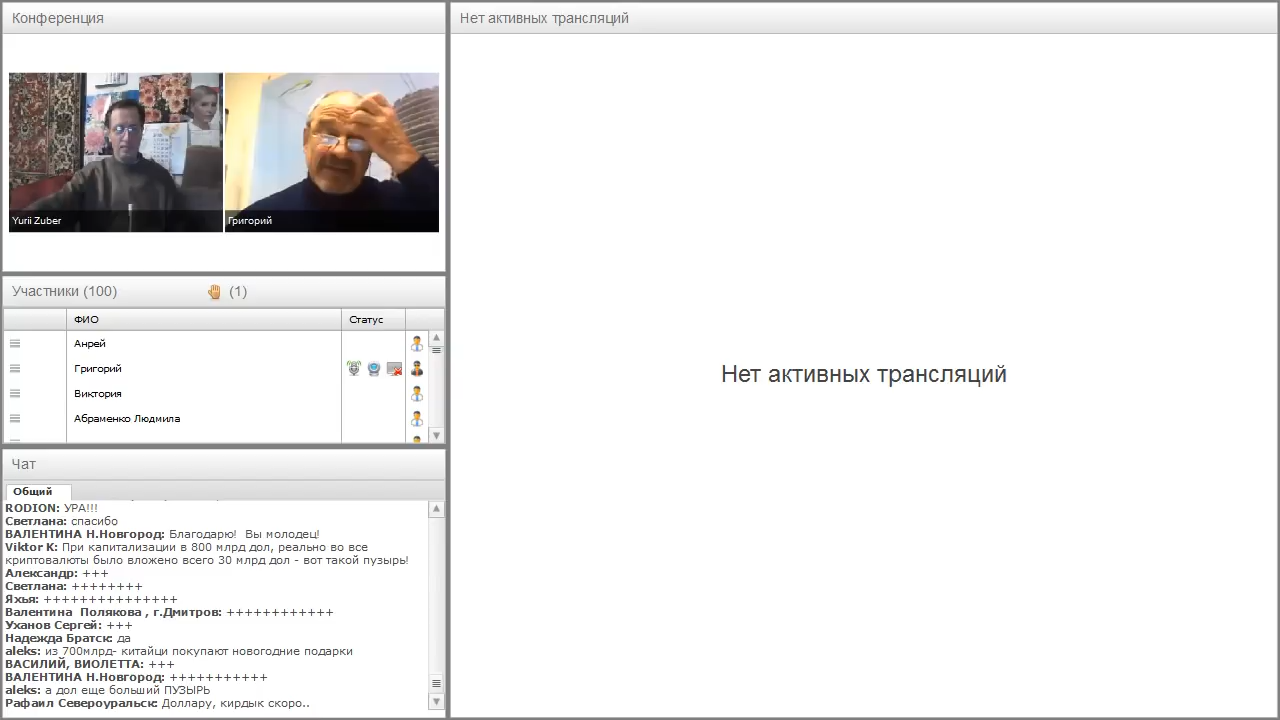 Конференция
Нет активных трансляций
Yurii Zuber
Григорий
Участники (100)
(1)
ФИО
Статус
Анрей
Григорий
Виктория
Абраменко Людмила
Чат
Общий
RODION: УРА!!!
Светлана: спасибо
ВАЛЕНТИНА Н.Новгород: Благодарю! Вы молодец!
Viktor K: При капитализации в 800 млрд дол, реально во все
криптовалюты было вложено всего 30 млрд дол - вот такой пузырь!
Александр: +++
Светлана: ++++++++
Яхья: +++++++++++++++
Валентина Полякова , г.Дмитров: ++++++++++++
Уханов Сергей: +++
Надежда Братск: да
aleks: из 700млрд- китайци покупают новогодние подарки
ВАСИЛИЙ, ВИОЛЕТТА: +++
ВАЛЕНТИНА Н.Новгород: +++++++++++
aleks: а дол еще больший ПУЗЫРЬ
Рафаил Североуральск: Доллару, кирдык скоро..
Нет активных трансляций